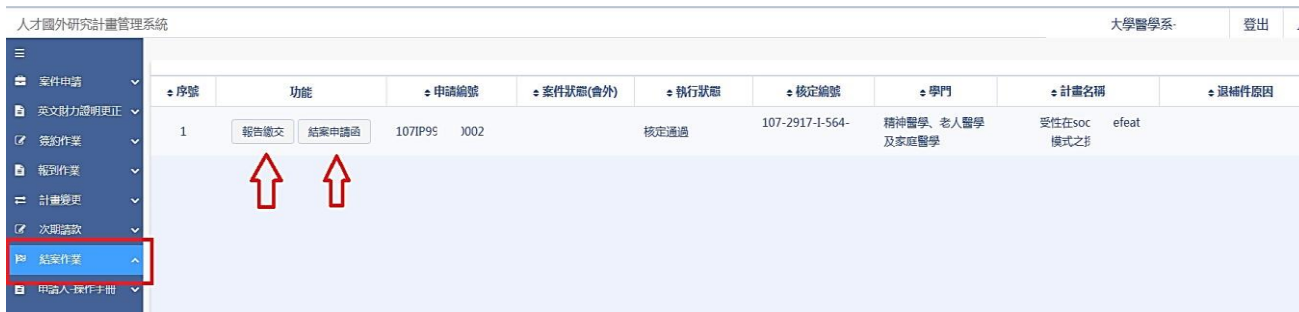 人才國外研究計畫管理系統
大學醫學系-
登出
案件申請
英文財力證明更正
簽約作業
報到作業
計畫變更
次期請款
結案作業
申請人-操作手冊
序號 功能 申請編號 案件狀態(會外) 執行狀態 核定編號 學門 計畫名稱 退補件原因
1 報告繳交 結案申請函 107IP99 0002 核定通過 107-2917-I-564- 精神醫學、老人醫學 受性在soc efeat
及家庭醫學 模式之